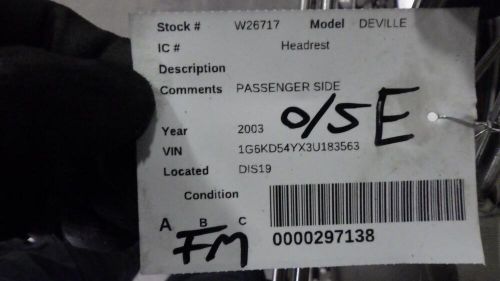 Stock # W26717 Model DEVILLE
IC # Headrest
Description
Comments PASSENGER SIDE
O/S E
Year 2003
VIN 1G6KD54YX3U183563
Located DIS19
Condition
A B C
FM
0000297138